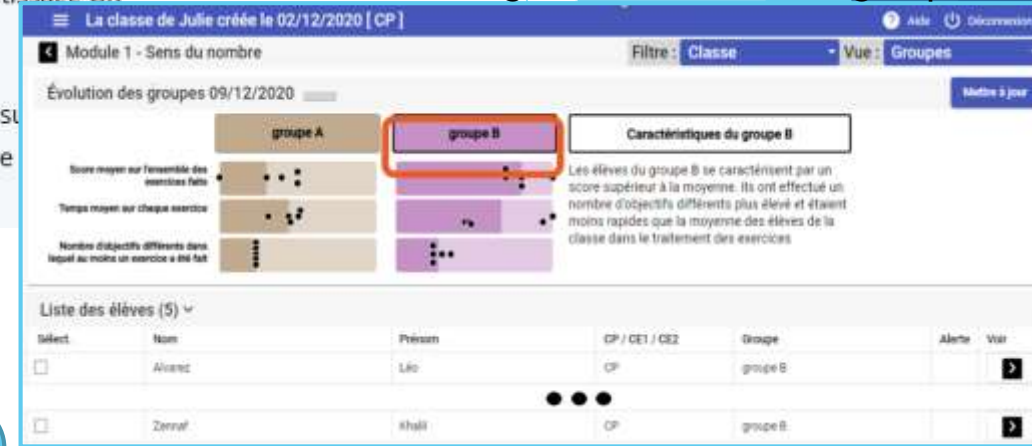 La classe de Julie créée le 02/12/2020 [ CP ]
Aide
Déconnexion
Module 1 - Sens du nombre
Filtre : Classe
Vue : Groupes
Évolution des groupes 09/12/2020
Mettre à jour
groupe A
groupe B
Caractéristiques du groupe B
Score moyen sur l'ensemble des
exercices faits
Temps moyen sur chaque exercice
Nombre d'objectifs différents dans
lequel au moins un exercice a été fait
Les élèves du groupe B se caractérisent par un
score supérieur à la moyenne. Ils ont effectué un
nombre d'objectifs différents plus élevé et étaient
moins rapides que la moyenne des élèves de la
classe dans le traitement des exercices
Liste des élèves (5)
Sélect. Nom Prénom CP / CE1 / CE2 Groupe Alerte Voir
Alvarez Léo CP groupe B
Zennaf Khalil CP groupe B